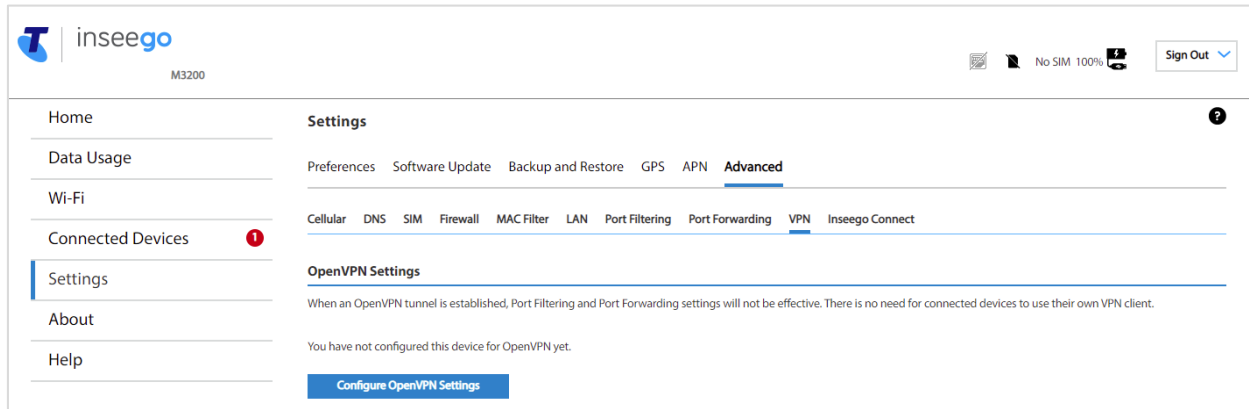 T inseego
M3200
No SIM 100%
Sign Out
Home
Data Usage
Wi-Fi
Connected Devices 1
Settings
About
Help
Settings ?
Preferences Software Update Backup and Restore GPS APN Advanced
Cellular DNS SIM Firewall MAC Filter LAN Port Filtering Port Forwarding VPN Inseego Connect
OpenVPN Settings
When an OpenVPN tunnel is established, Port Filtering and Port Forwarding settings will not be effective. There is no need for connected devices to use their own VPN client.
You have not configured this device for OpenVPN yet.
Configure OpenVPN Settings